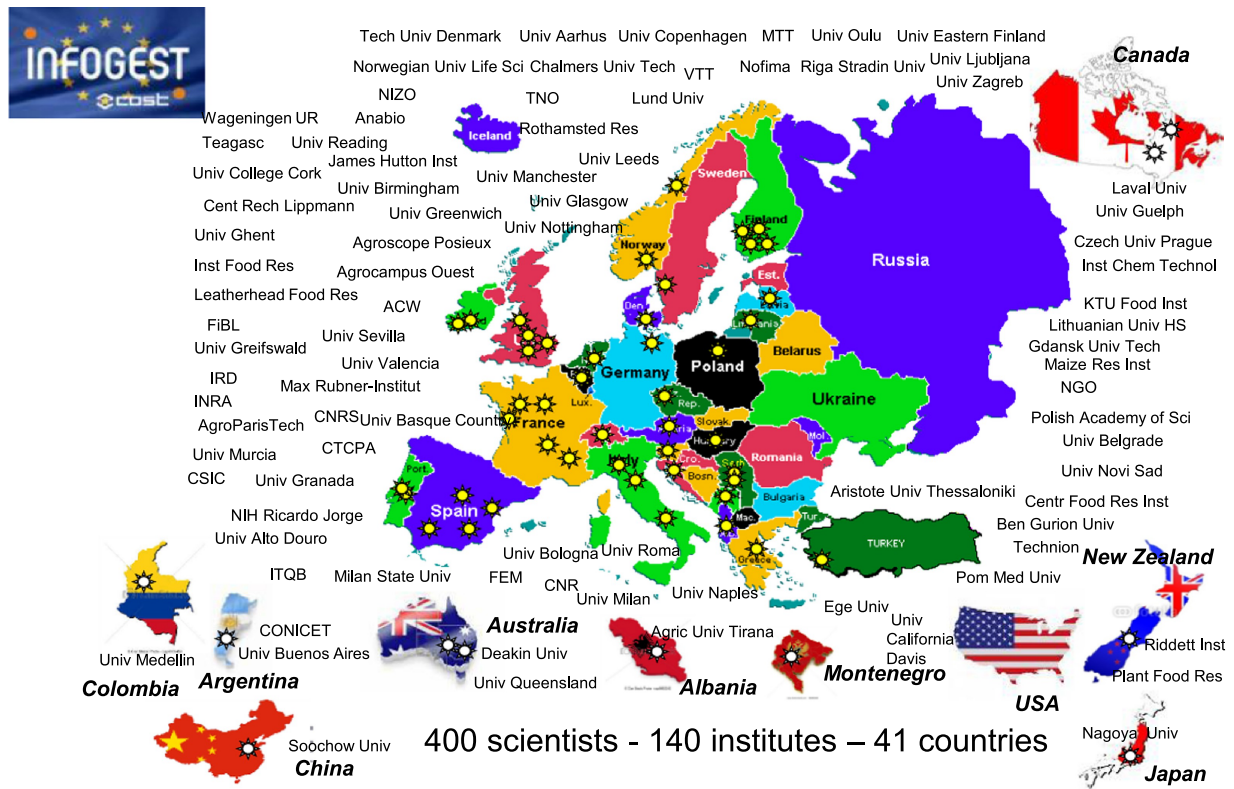 INFOGEST
cost
Tech Univ Denmark Univ Aarhus Univ Copenhagen MTT Univ Oulu Univ Eastern Finland
Canada
Norwegian Univ Life Sci Chalmers Univ Tech VTT Nofima Riga Stradin Univ Univ Ljubljana
Univ Zagreb
NIZO TNO Lund Univ
Wageningen UR Anabio Iceland Rothamsted Res
Teagasc Univ Reading
James Hutton Inst Univ Leeds
Univ College Cork Univ Manchester Sweden
Univ Birmingham Laval Univ
Cent Rech Lippmann Univ Glasgow
Univ Greenwich Finland Univ Guelph
Univ Ghent Univ Nottingham
Agroscope Posieux Norway Czech Univ Prague
Inst Food Res Russia Inst Chem Technol
Agrocampus Ouest Est.
Leatherhead Food Res
ACW Den. KTU Food Inst
FiBL Lithuanian Univ HS
Univ Sevilla
Univ Greifswald Belarus Gdansk Univ Tech
Univ Valencia Poland Maize Res Inst
Germany
IRD Max Rubner-Institut NGO
INRA Lux. Rep. Ukraine
CNRS Univ Basque Country Slovak. Polish Academy of Sci
AgroParisTech France Hungary Mol.
CTCPA Univ Belgrade
Univ Murcia Italy Cro. Romania
CSIC Port. Bosn. Univ Novi Sad
Univ Granada
Bulgaria Aristote Univ Thessaloniki
Spain Centr Food Res Inst
NIH Ricardo Jorge Mac. Tur. Ben Gurion Univ
Univ Alto Douro TURKEY Technion
Univ Bologna Univ Roma Greece New Zealand
ITQB Milan State Univ FEM Pom Med Univ
CNR
Univ Milan Univ Naples
Ege Univ
CONICET Australia Agric Univ Tirana Univ
California
Davis
Univ Medellin Univ Buenos Aires Deakin Univ Riddett Inst
Colombia Argentina Univ Queensland Albania Montenegro Plant Food Res
USA
Soochow Univ 400 scientists - 140 institutes – 41 countries Nagoya Univ
China Japan